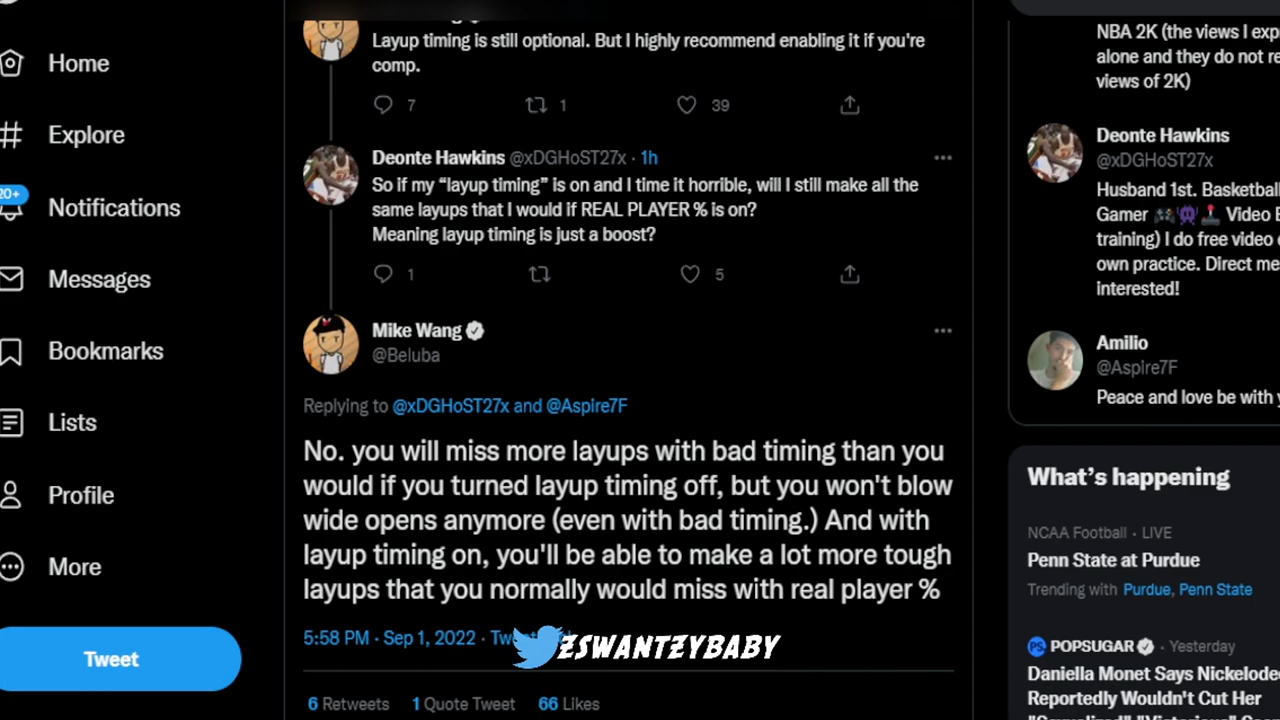 Layup timing is still optional. But I highly recommend enabling it if you're
comp.
7 1 39
Deonte Hawkins @xDGHoST27x · 1h
So if my “layup timing” is on and I time it horrible, will I still make all the
same layups that I would if REAL PLAYER % is on?
Meaning layup timing is just a boost?
1 5
Mike Wang
@Beluba
Replying to @xDGHoST27x and @Aspire7F
No. you will miss more layups with bad timing than you
would if you turned layup timing off, but you won't blow
wide opens anymore (even with bad timing.) And with
layup timing on, you'll be able to make a lot more tough
layups that you normally would miss with real player %
5:58 PM · Sep 1, 2022 ·
ZSWANTZYBABY
6 Retweets 1 Quote Tweet 66 Likes
Home
Explore
20+
Notifications
Messages
Bookmarks
Lists
Profile
More
Tweet
NBA 2K (the views I
alone and they do not
views of 2K)
Deonte Hawkins
@xDGHoST27x
Husband 1st. Basketball
Gamer Video
training) I do free video
own practice. Direct
interested!
Amilio
@Aspire7F
Peace and love be with
What's happening
NCAA Football · LIVE
Penn State at Purdue
Trending with Purdue, Penn State
PS POPSUGAR · Yesterday
Daniella Monet Says
Reportedly Wouldn't Cut Her